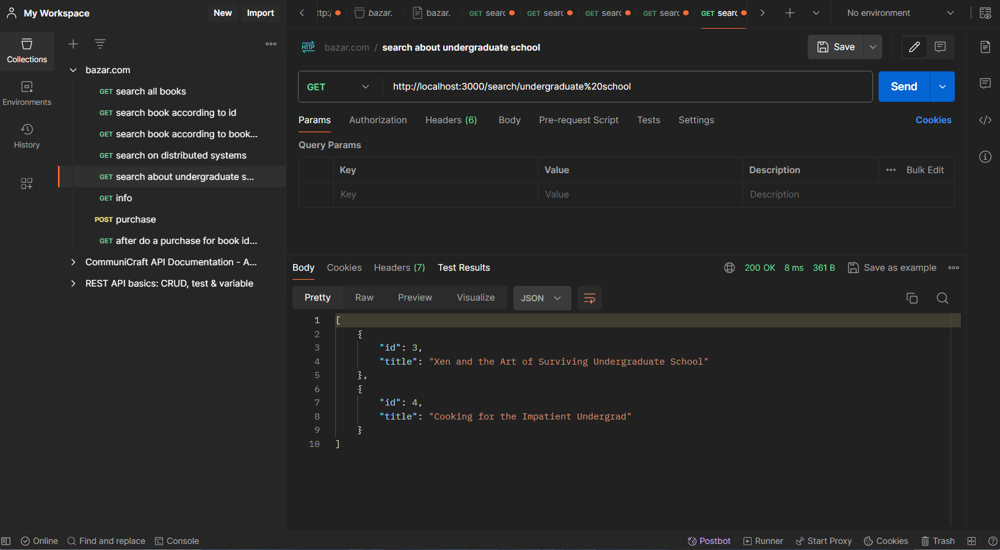 My Workspace
New
Import
ttp:/
bazar.
bazar.
GET searc
GET searc
GET searc
GET searc
GET searc
No environment
Collections
Environments
History
bazar.com
GET search all books
GET search book according to id
GET search book according to book...
GET search on distributed systems
GET search about undergraduate s...
GET info
POST purchase
GET after do a purchase for book id...
CommuniCraft API Documentation - A...
REST API basics: CRUD, test & variable
HTTP bazar.com / search about undergraduate school
Save
GET
http://localhost:3000/search/undergraduate%20school
Send
Params Authorization Headers (6) Body Pre-request Script Tests Settings Cookies
Query Params
Key Value Description Bulk Edit
Key Value Description
Body Cookies Headers (7) Test Results 200 OK 8 ms 361 B Save as example
Pretty Raw Preview Visualize JSON
1 [
2 {
3 "id": 3,
4 "title": "Xen and the Art of Surviving Undergraduate School"
5 },
6 {
7 "id": 4,
8 "title": "Cooking for the Impatient Undergrad"
9 }
10 ]
Online Find and replace Console Postbot Runner Start Proxy Cookies Trash